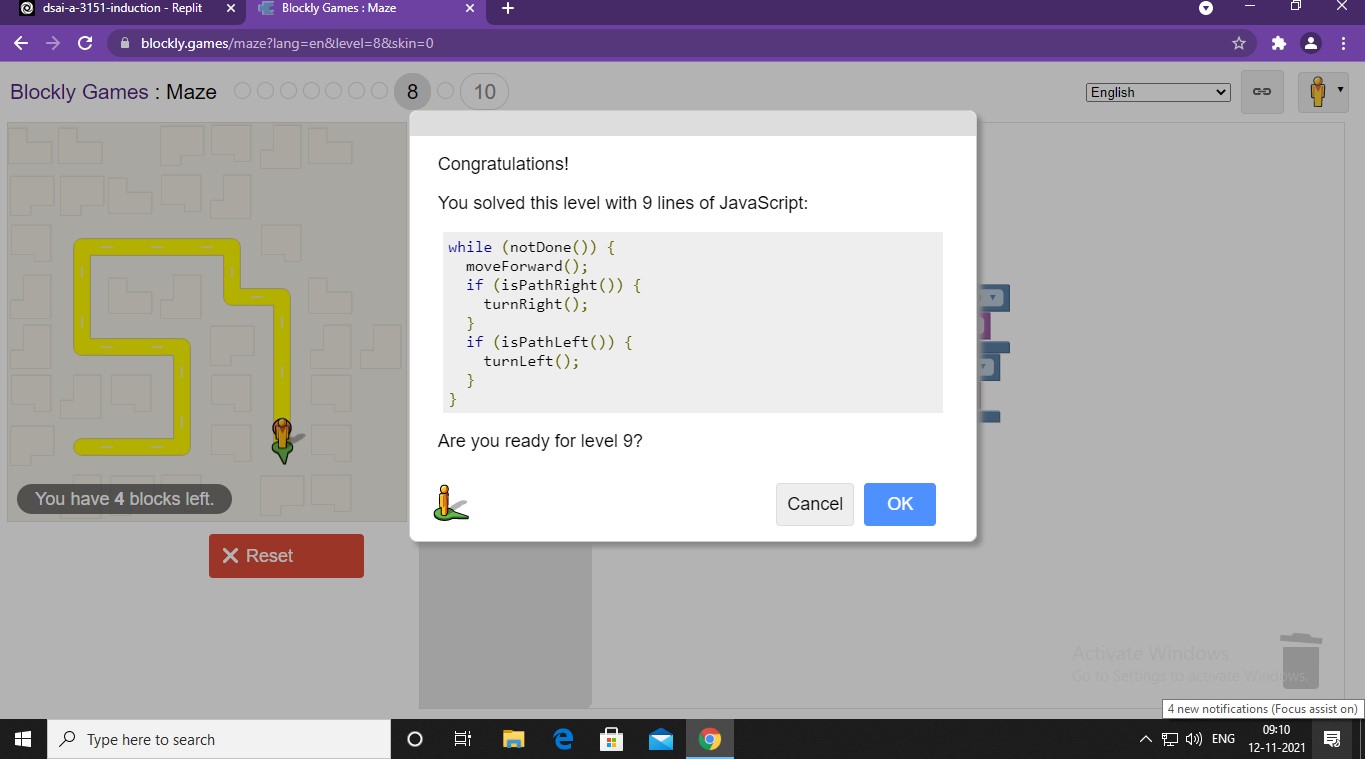 dsai-a-3151-induction - Replit
Blockly Games : Maze
blockly.games/maze?lang=en&level=8&skin=0
Blockly Games : Maze 8 10
English
Congratulations!
You solved this level with 9 lines of JavaScript:
while (notDone()) {
moveForward();
if (isPathRight()) {
turnRight();
}
if (isPathLeft()) {
turnLeft();
}
}
Are you ready for level 9?
Cancel OK
You have 4 blocks left.
Reset
Activate Windows
Go to Settings to activate Windows.
4 new notifications (Focus assist on)
Type here to search
ENG
09:10
12-11-2021